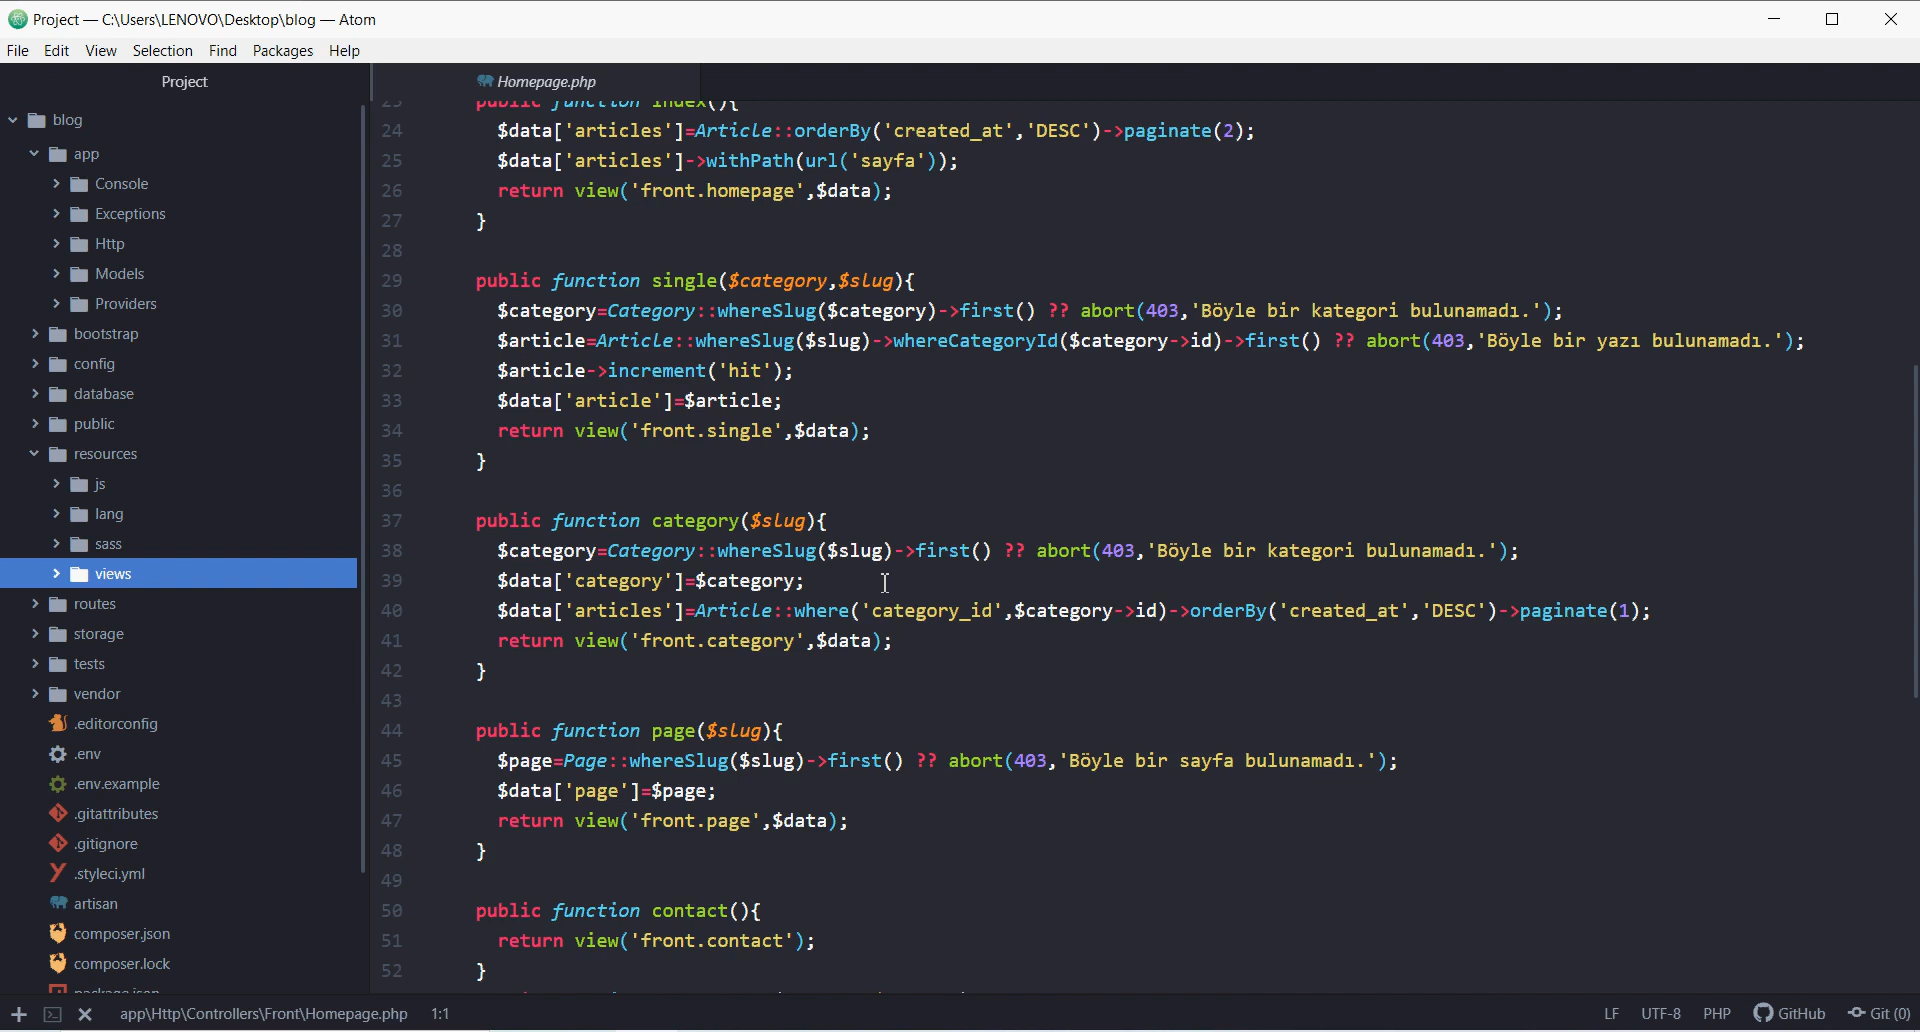 Project — C:\Users\LENOVO\Desktop\blog — Atom
File Edit View Selection Find Packages Help
Project
blog
app
Console
Exceptions
Http
Models
Providers
bootstrap
config
database
public
resources
js
lang
sass
views
routes
storage
tests
vendor
.editorconfig
.env
.env.example
.gitattributes
.gitignore
.styleci.yml
artisan
composer.json
composer.lock
package.json
Homepage.php
23 public function index(){
24 $data['articles']=Article::orderBy('created_at','DESC')->paginate(2);
25 $data['articles']->withPath(url('sayfa'));
26 return view('front.homepage',$data);
27 }
28
29 public function single($category,$slug){
30 $category=Category::whereSlug($category)->first() ?? abort(403,'Böyle bir kategori bulunamadı.');
31 $article=Article::whereSlug($slug)->whereCategoryId($category->id)->first() ?? abort(403,'Böyle bir yazı bulunamadı.');
32 $article->increment('hit');
33 $data['article']=$article;
34 return view('front.single',$data);
35 }
36
37 public function category($slug){
38 $category=Category::whereSlug($slug)->first() ?? abort(403,'Böyle bir kategori bulunamadı.');
39 $data['category']=$category;
40 $data['articles']=Article::where('category_id',$category->id)->orderBy('created_at','DESC')->paginate(1);
41 return view('front.category',$data);
42 }
43
44 public function page($slug){
45 $page=Page::whereSlug($slug)->first() ?? abort(403,'Böyle bir sayfa bulunamadı.');
46 $data['page']=$page;
47 return view('front.page',$data);
48 }
49
50 public function contact(){
51 return view('front.contact');
52 }
app\Http\Controllers\Front\Homepage.php 1:1 LF UTF-8 PHP GitHub Git (0)